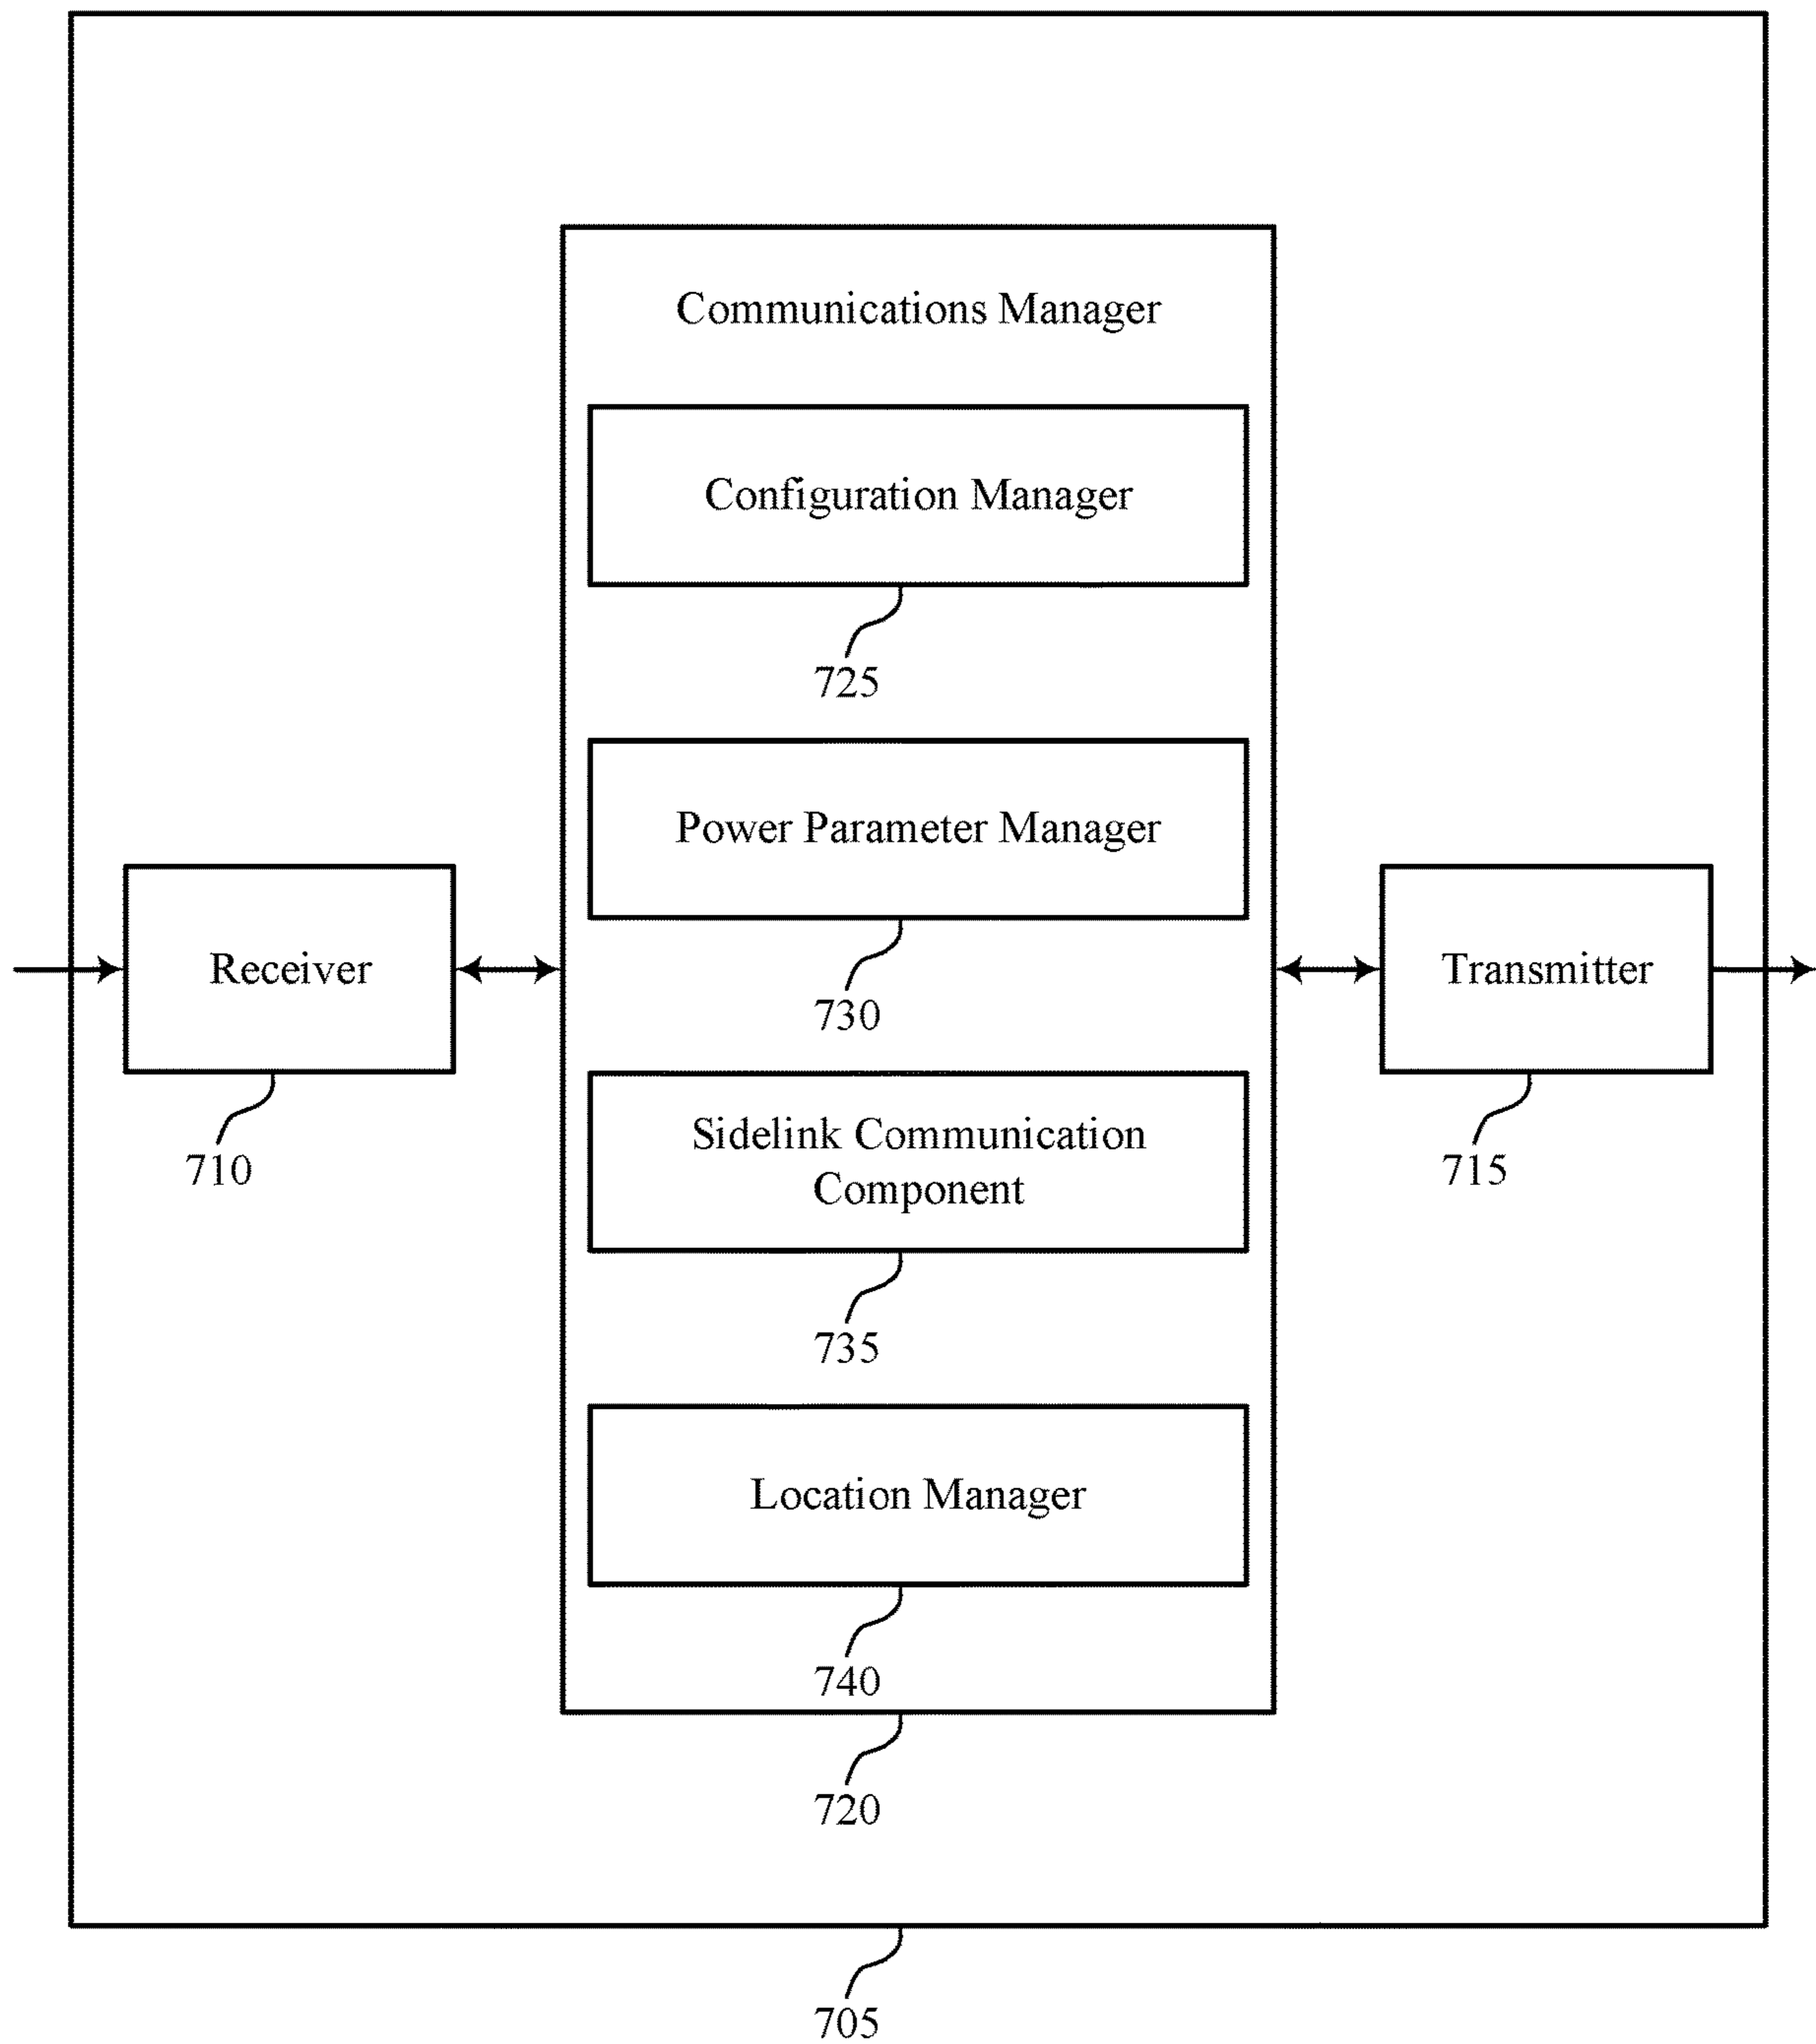 Communications Manager
Configuration Manager
725
Power Parameter Manager
730
Receiver
710
Transmitter
715
Sidelink Communication
Component
735
Location Manager
740
720
705